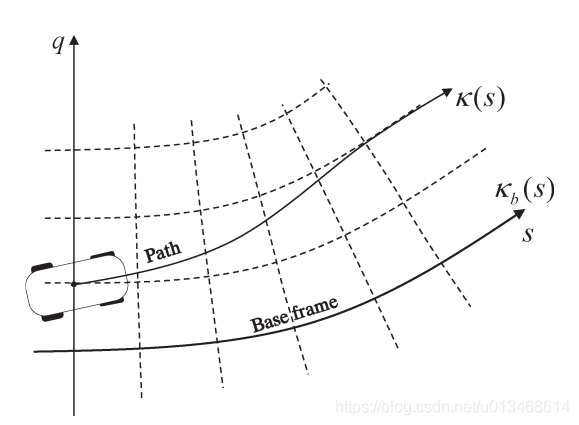 q
κ(s)
κ_b(s)
s
Path
Base frame
https://blog.csdn.net/u013468614